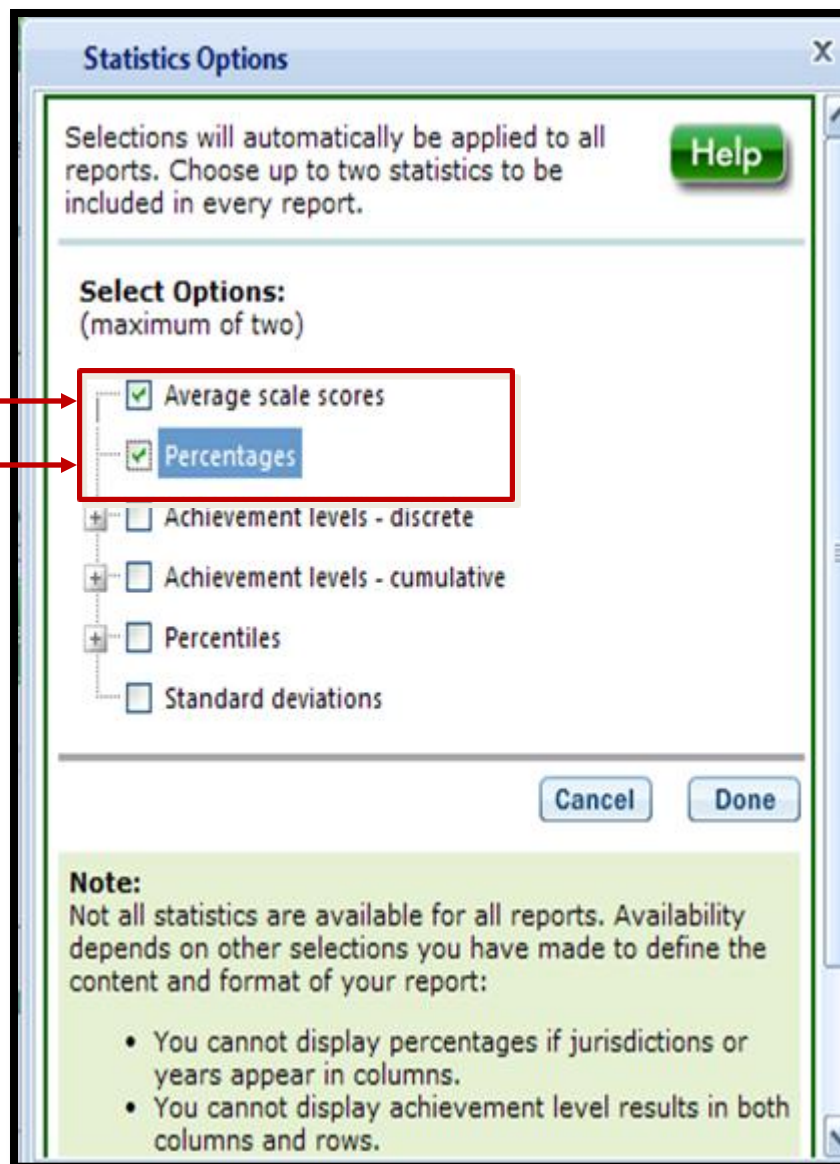 Statistics Options
X
Selections will automatically be applied to all
reports. Choose up to two statistics to be
included in every report.
Help
Select Options:
(maximum of two)
Average scale scores
Percentages
Achievement levels - discrete
Achievement levels - cumulative
Percentiles
Standard deviations
Cancel
Done
Note:
Not all statistics are available for all reports. Availability
depends on other selections you have made to define the
content and format of your report:
• You cannot display percentages if jurisdictions or
years appear in columns.
• You cannot display achievement level results in both
columns and rows.